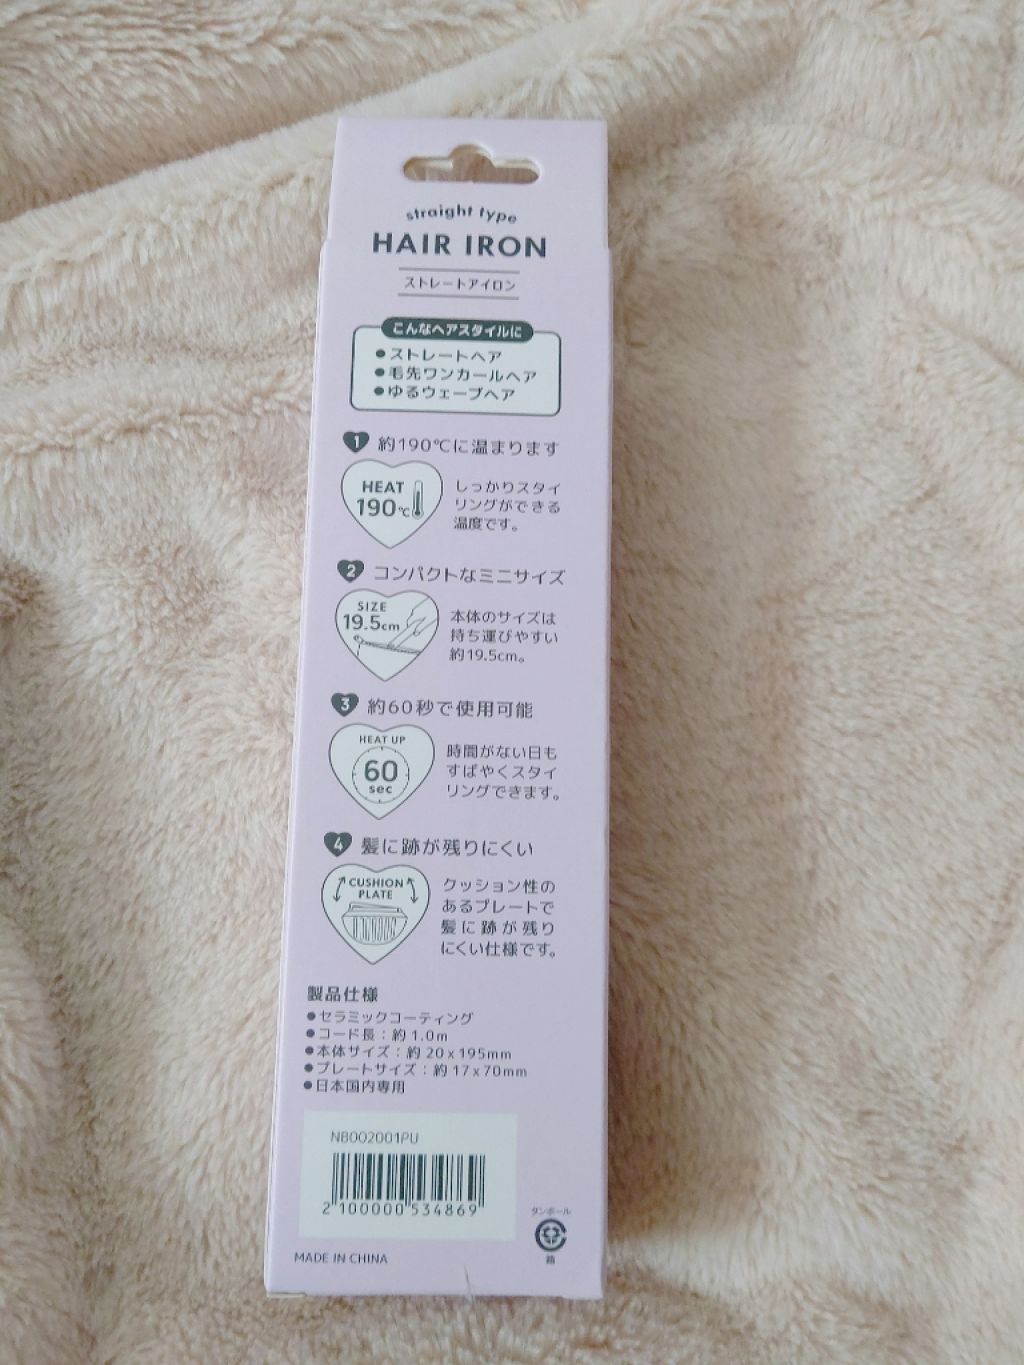 straight type
HAIR IRON
ストレートアイロン
こんなヘアスタイルに
●ストレートヘア
●毛先ワンカールヘア
●ゆるウェーブヘア
1 約190℃に温まります
HEAT
190℃
しっかりスタイ
リングができる
温度です。
2 コンパクトなミニサイズ
SIZE
19.5cm
本体のサイズは
持ち運びやすい
約19.5cm。
3 約60秒で使用可能
HEAT UP
60
sec
時間がない日も
すばやくスタイ
リングできます。
4 髪に跡が残りにくい
CUSHION
PLATE
クッション性の
あるプレートで
髪に跡が残り
にくい仕様です。
製品仕様
●セラミックコーティング
●コード長：約1.0m
●本体サイズ：約20x195mm
●プレートサイズ：約17x70mm
●日本国内専用
N8002001PU
2 100000 534869
ダンボール
箱
MADE IN CHINA